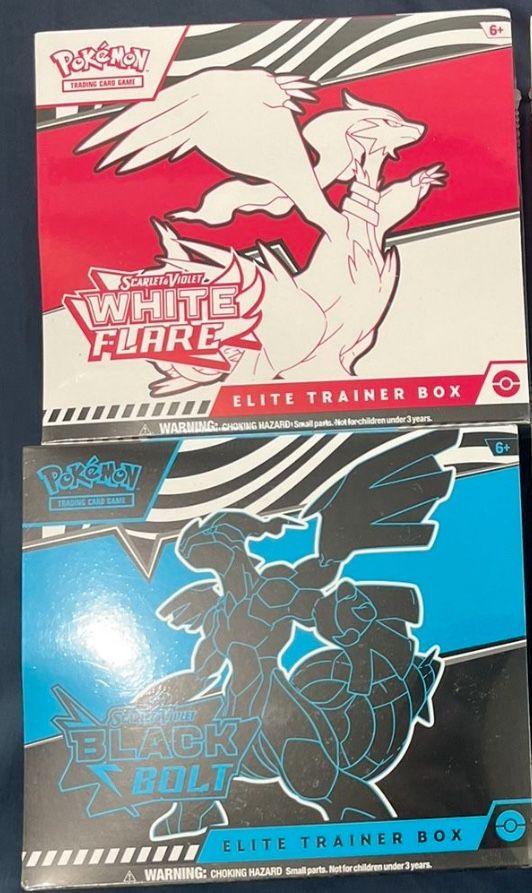 POKéMON
TRADING CARD GAME
6+
SCARLET & VIOLET
WHITE
FLARE
ELITE TRAINER BOX
WARNING: CHOKING HAZARD Small parts. Not for children under 3 years.
POKéMON
TRADING CARD GAME
6+
SCARLET & VIOLET
BLACK
BOLT
ELITE TRAINER BOX
WARNING: CHOKING HAZARD Small parts. Not for children under 3 years.